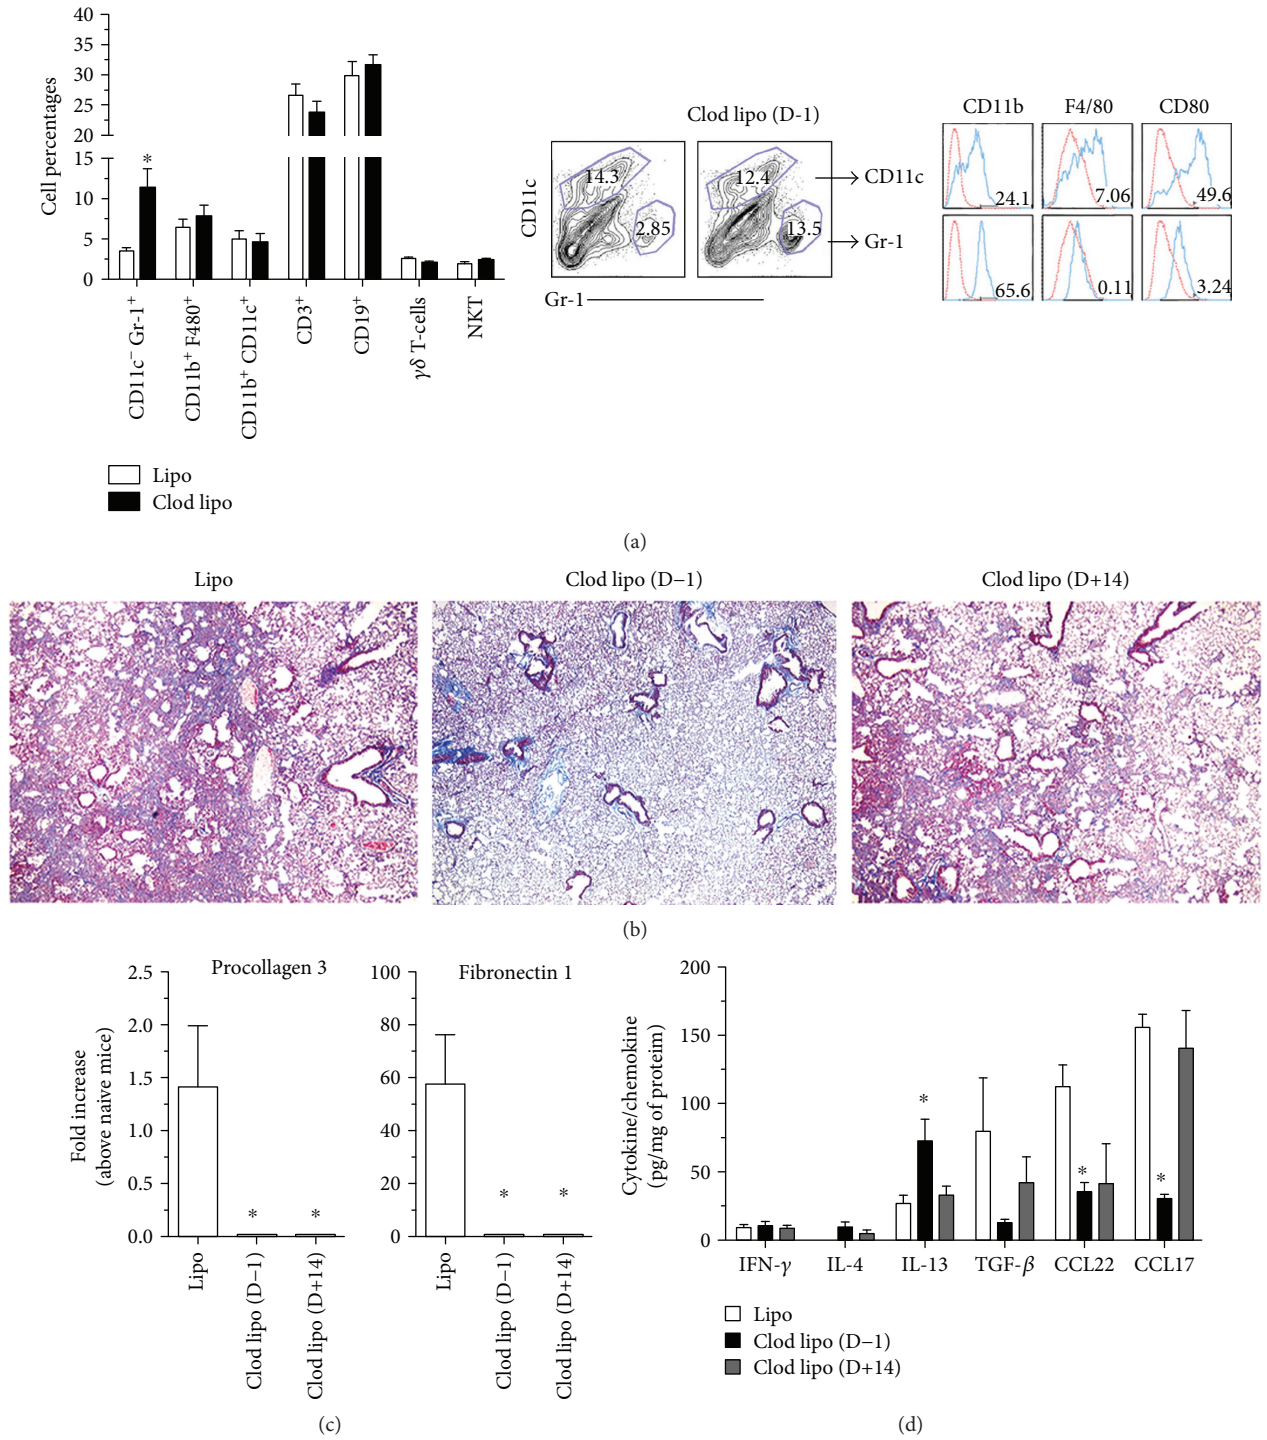 40
35
30
25
20
15
10
5
0
Cell percentages
*
CD11c⁻ Gr-1⁺
CD11b⁺ F480⁺
CD11b⁺ CD11c⁺
CD3⁺
CD19⁺
γδ T-cells
NKT
Lipo
Clod lipo
Clod lipo (D-1)
14.3
2.85
12.4
13.5
CD11c
Gr-1
CD11c
Gr-1
CD11b
F4/80
CD80
24.1
7.06
49.6
65.6
0.11
3.24
(a)
Lipo
Clod lipo (D−1)
Clod lipo (D+14)
(b)
Procollagen 3
2.5
2.0
1.5
1.0
0.5
0.0
Fold increase
(above naive mice)
*
*
Lipo
Clod lipo (D−1)
Clod lipo (D+14)
Fibronectin 1
100
80
60
40
20
0
*
*
Lipo
Clod lipo (D−1)
Clod lipo (D+14)
(c)
200
150
100
50
0
Cytokine/chemokine
(pg/mg of proteim)
*
*
*
IFN-γ
IL-4
IL-13
TGF-β
CCL22
CCL17
Lipo
Clod lipo (D−1)
Clod lipo (D+14)
(d)